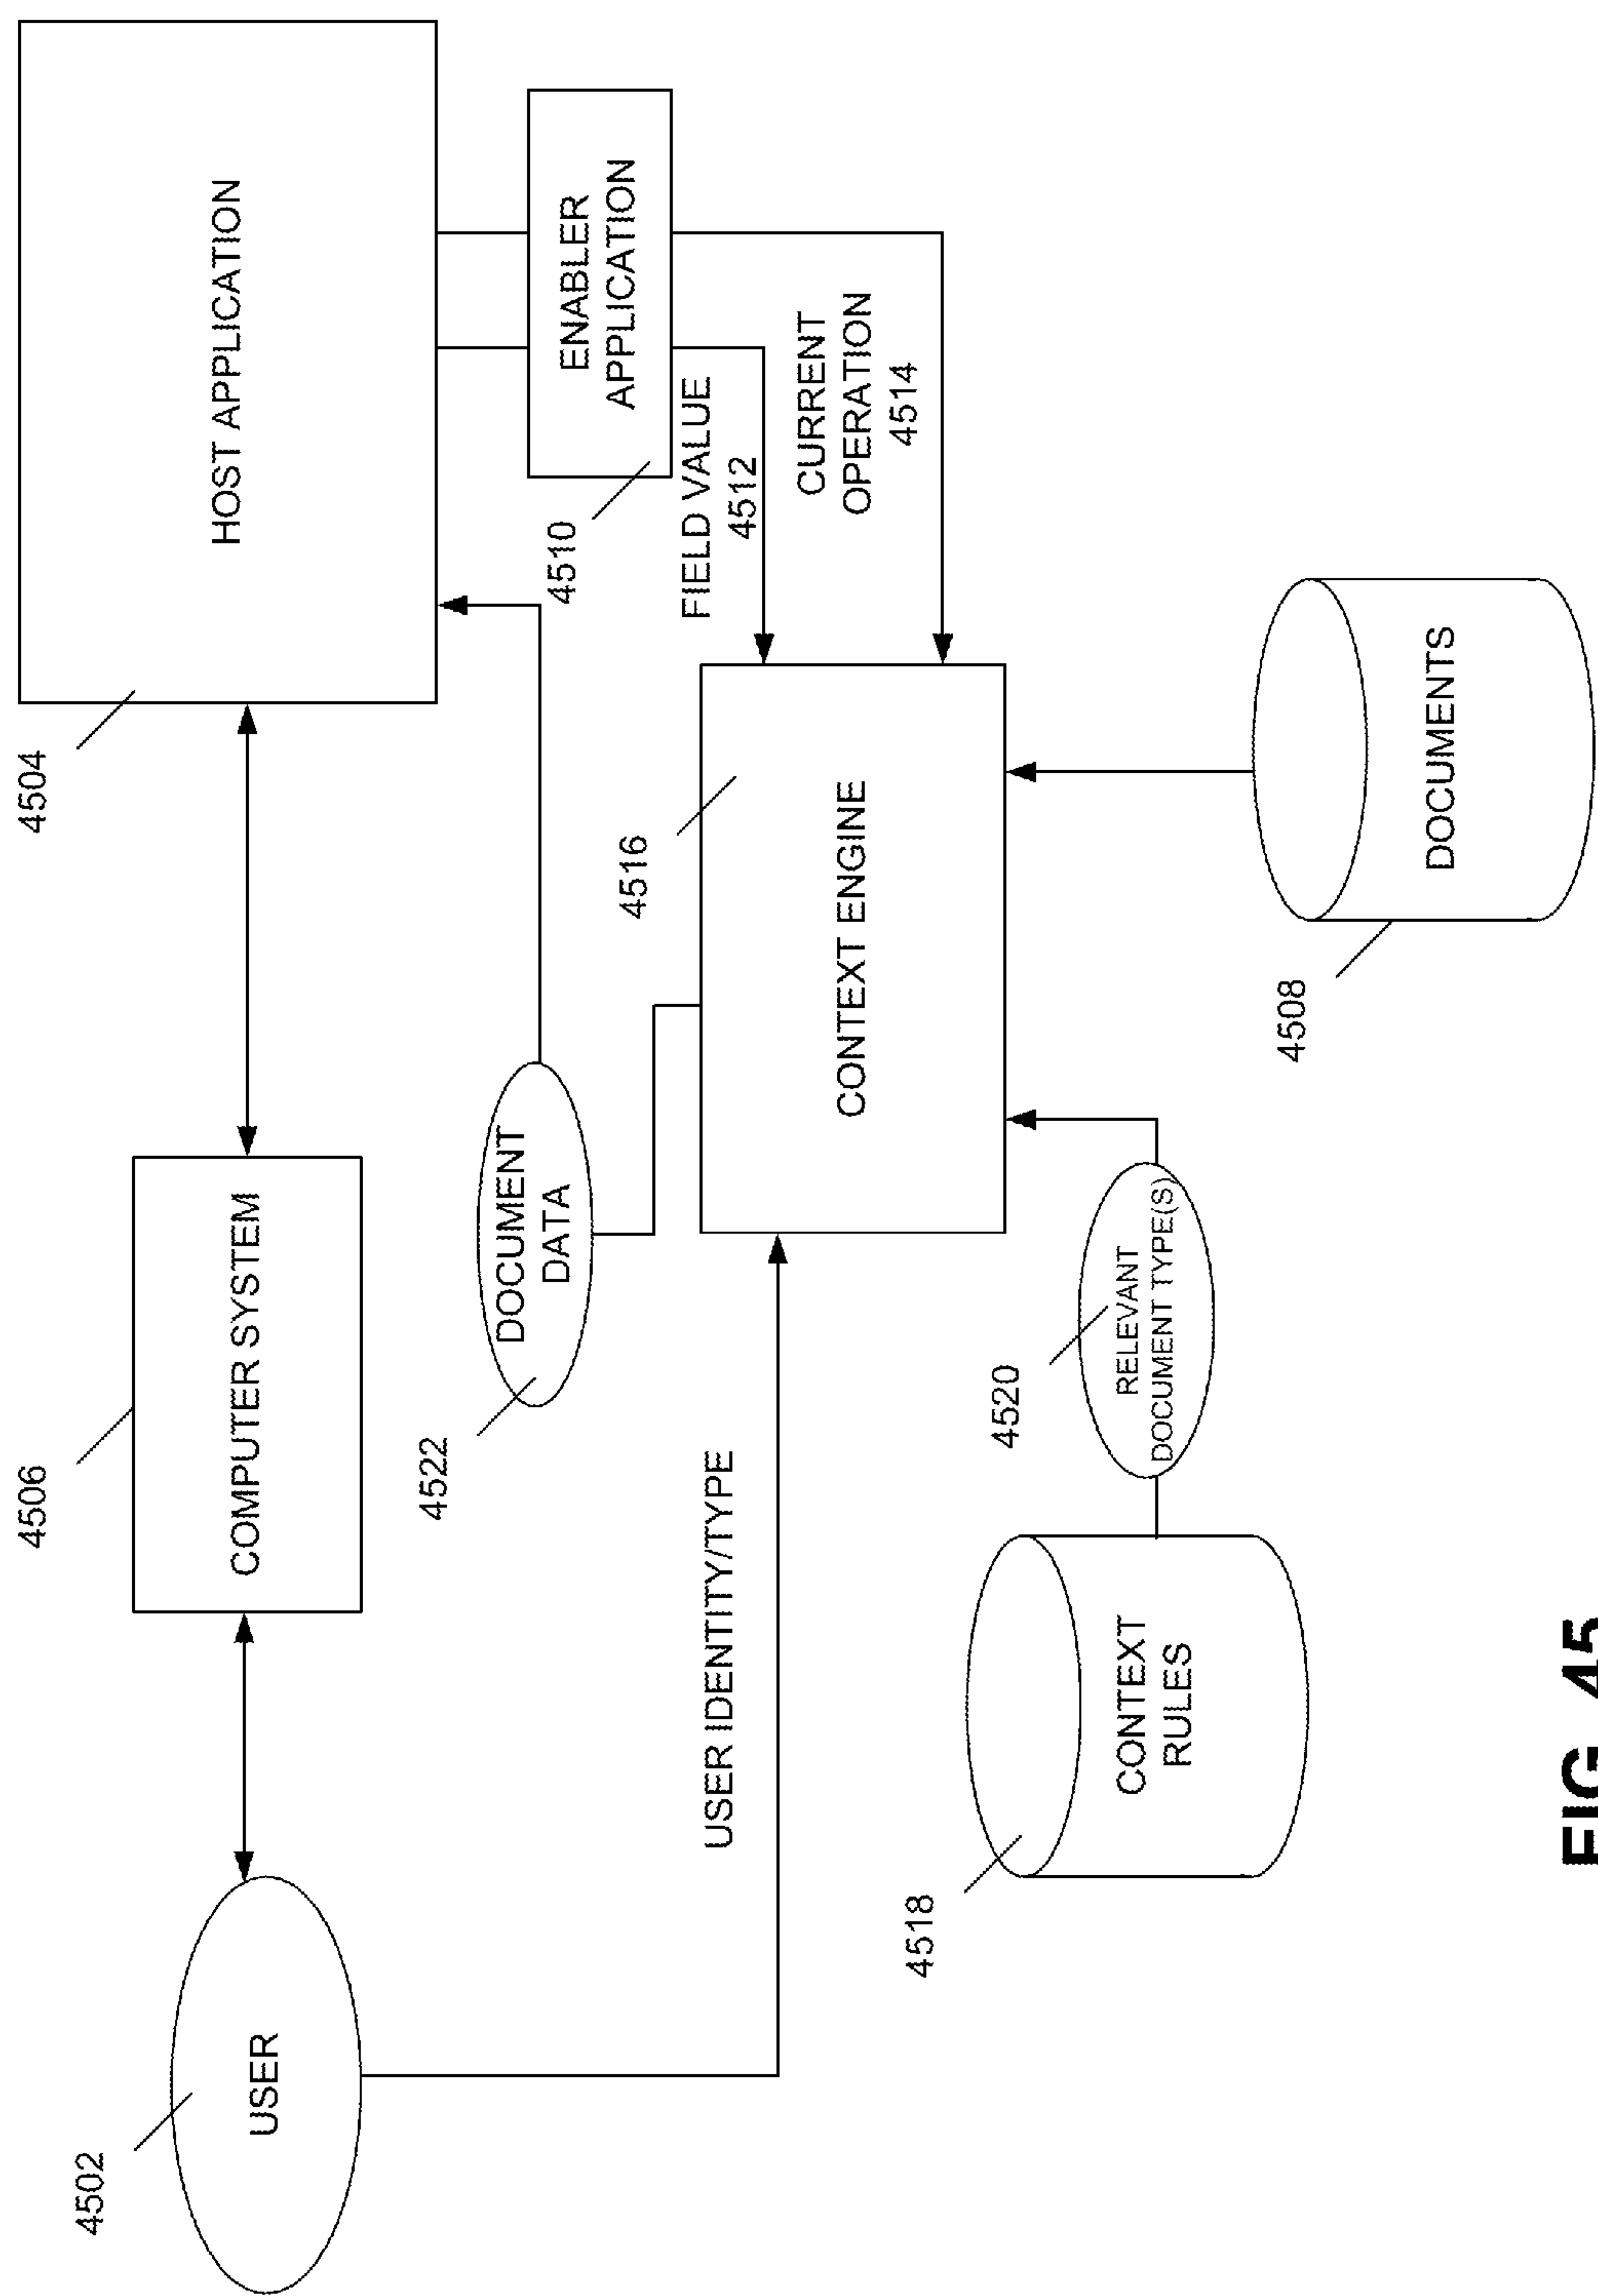 4502
USER
4506
COMPUTER SYSTEM
4504
HOST APPLICATION
4522
DOCUMENT
DATA
4510
ENABLER
APPLICATION
FIELD VALUE
4512
CURRENT
OPERATION
4514
USER IDENTITY/TYPE
4516
CONTEXT ENGINE
4518
CONTEXT
RULES
4520
RELEVANT
DOCUMENT TYPE(S)
4508
DOCUMENTS
FIG. 45